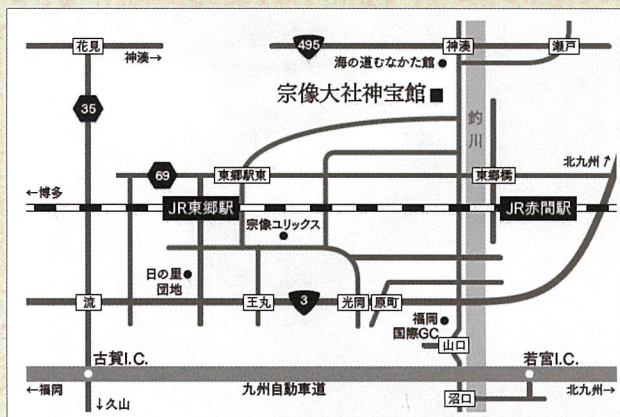 花見
神湊→
495
神湊
瀬戸
海の道むなかた館
35
宗像大社神宝館
釣川
69
東郷駅東
東郷橋
北九州↗
←博多
JR東郷駅
JR赤間駅
宗像ユリックス
日の里
団地
流
王丸
3
光岡
原町
福岡
国際GC
山口
古賀I.C.
若宮I.C.
←福岡
九州自動車道
北九州→
↓久山
沼口